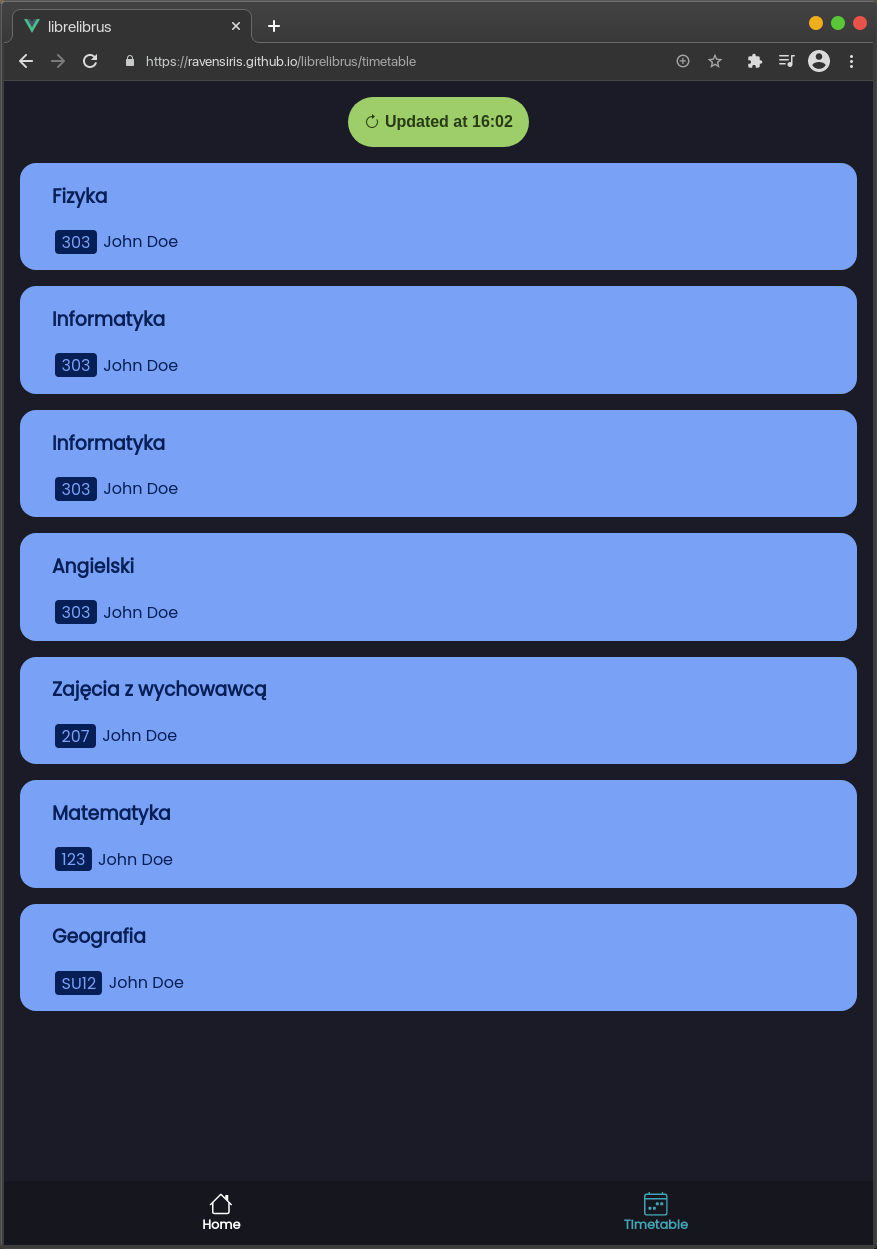 librelibrus
https://ravensiris.github.io/librelibrus/timetable
Updated at 16:02
Fizyka
303 John Doe
Informatyka
303 John Doe
Informatyka
303 John Doe
Angielski
303 John Doe
Zajęcia z wychowawcą
207 John Doe
Matematyka
123 John Doe
Geografia
SU12 John Doe
Home
Timetable